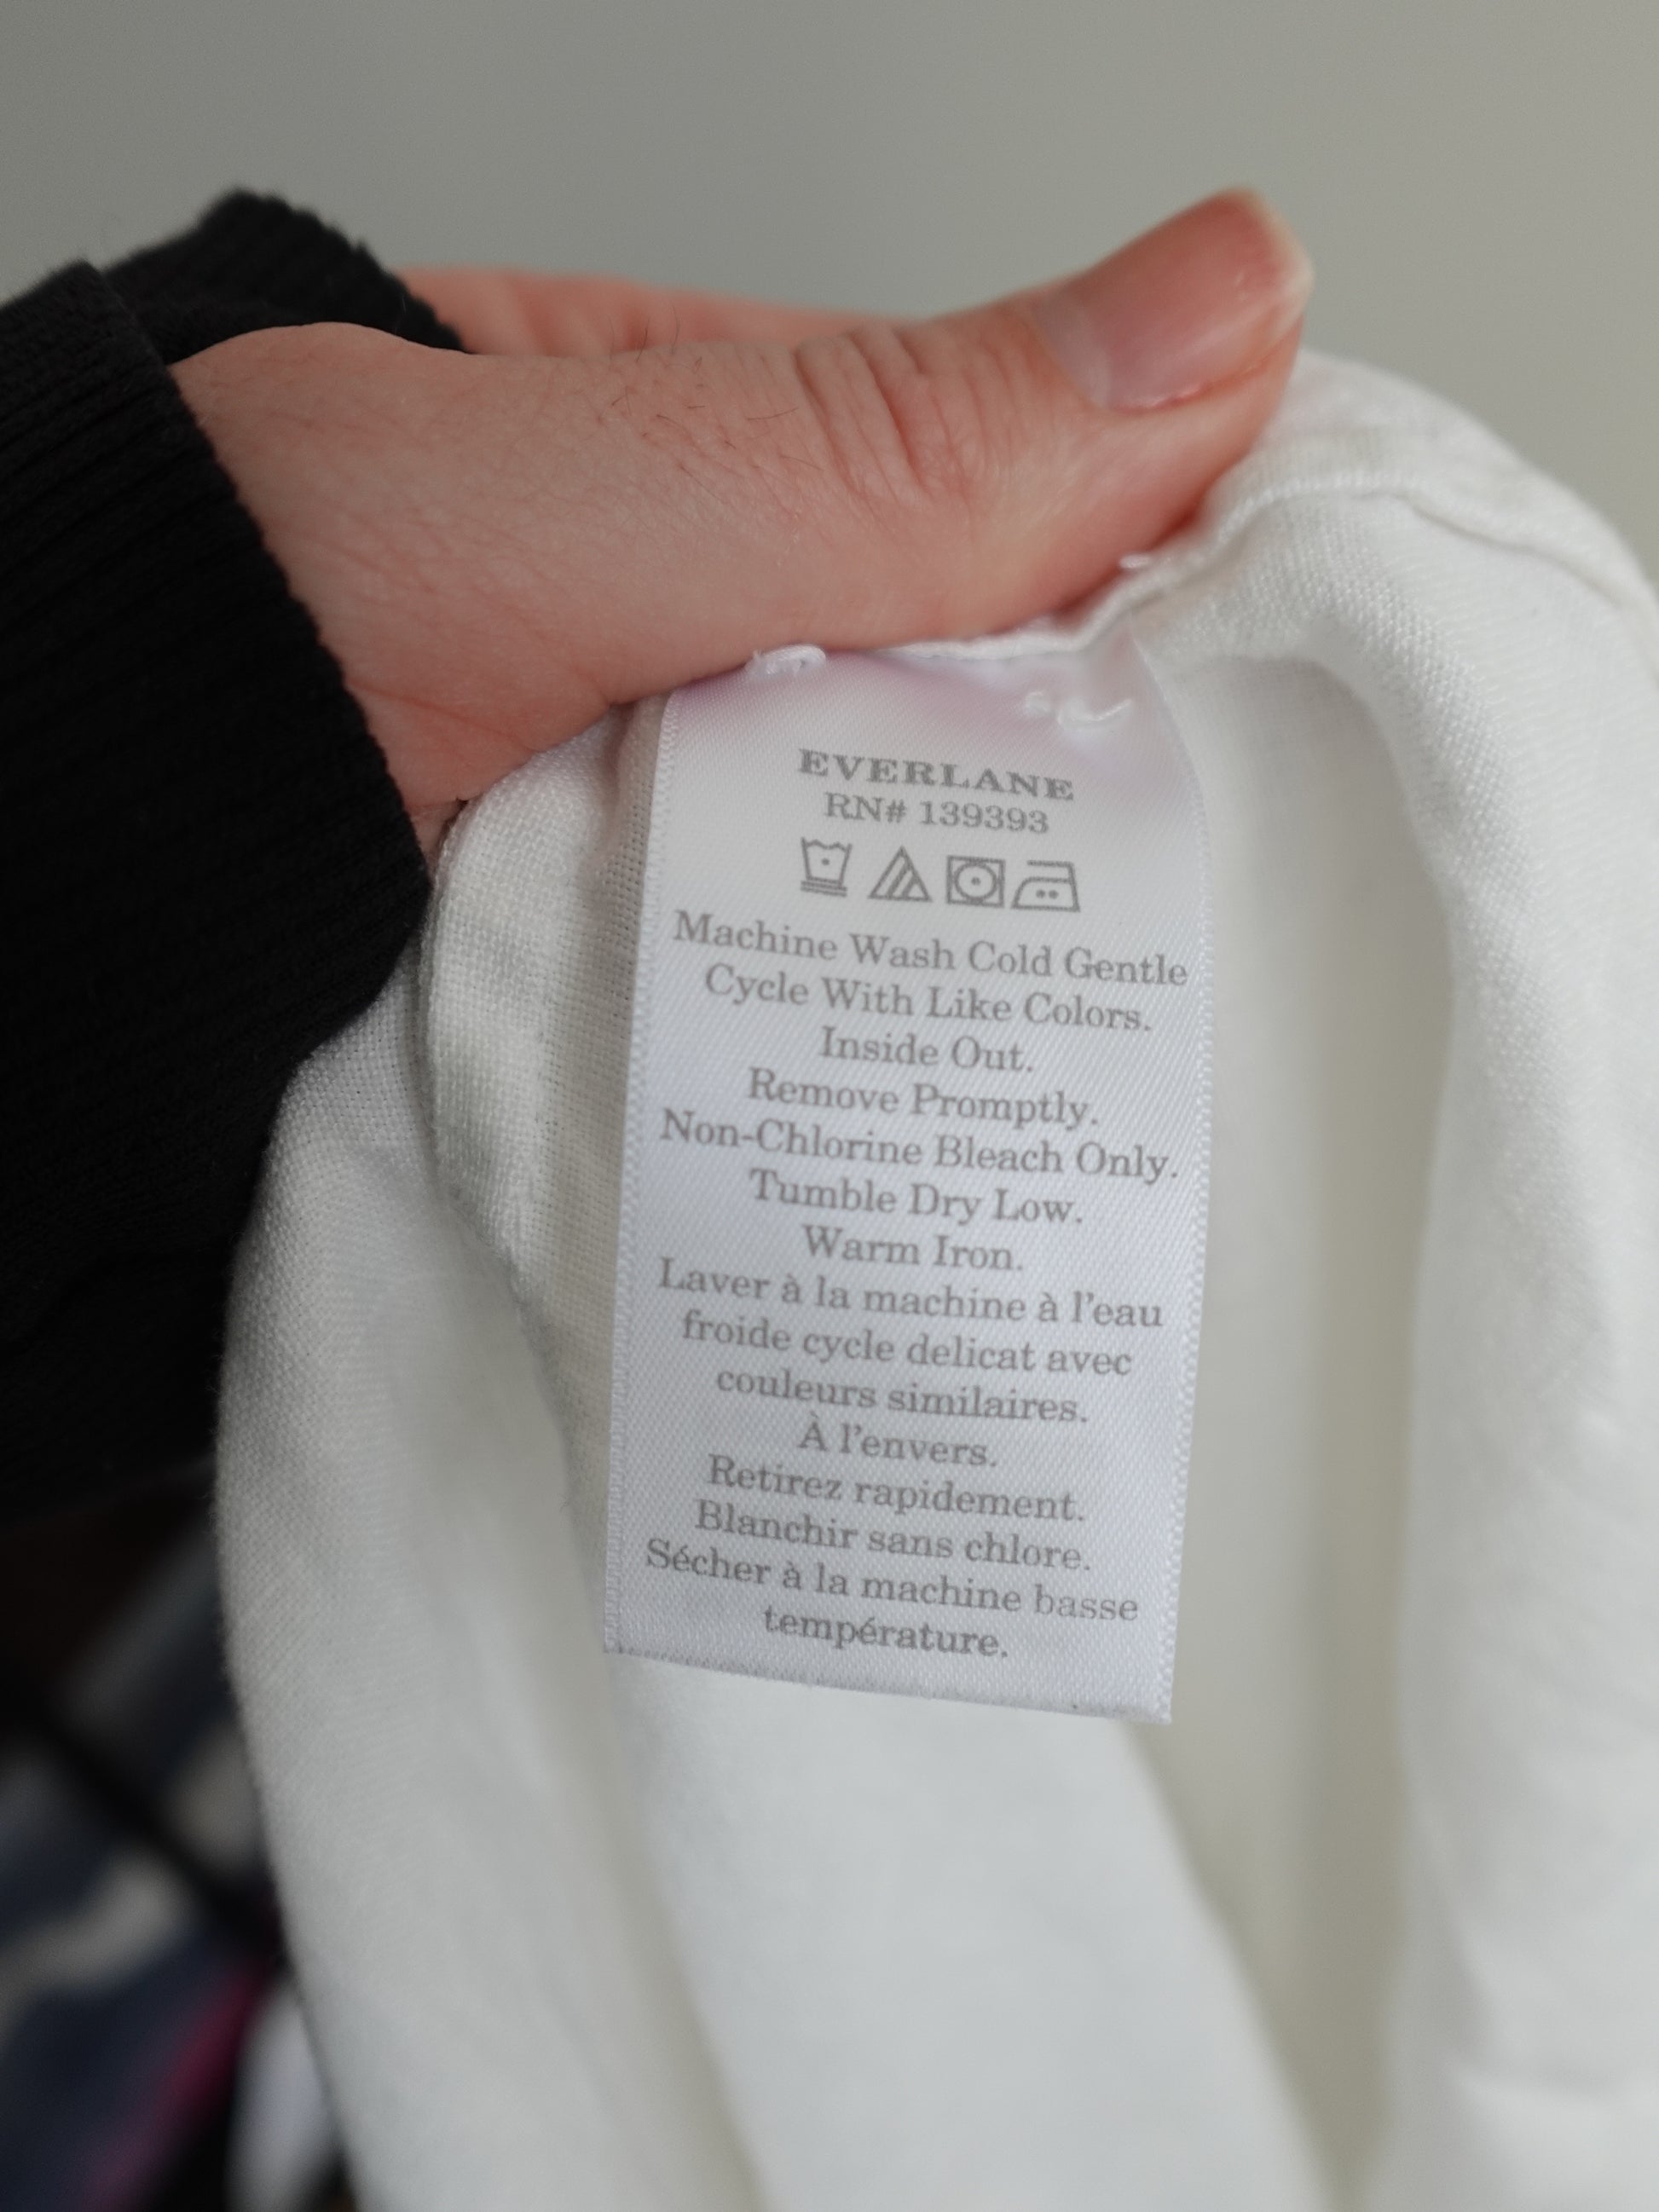 EVERLANE
RN# 139393
Machine Wash Cold Gentle
Cycle With Like Colors.
Inside Out.
Remove Promptly.
Non-Chlorine Bleach Only.
Tumble Dry Low.
Warm Iron.
Laver à la machine à l'eau
froide cycle delicat avec
couleurs similaires.
À l'envers.
Retirez rapidement.
Blanchir sans chlore.
Sécher à la machine basse
température.